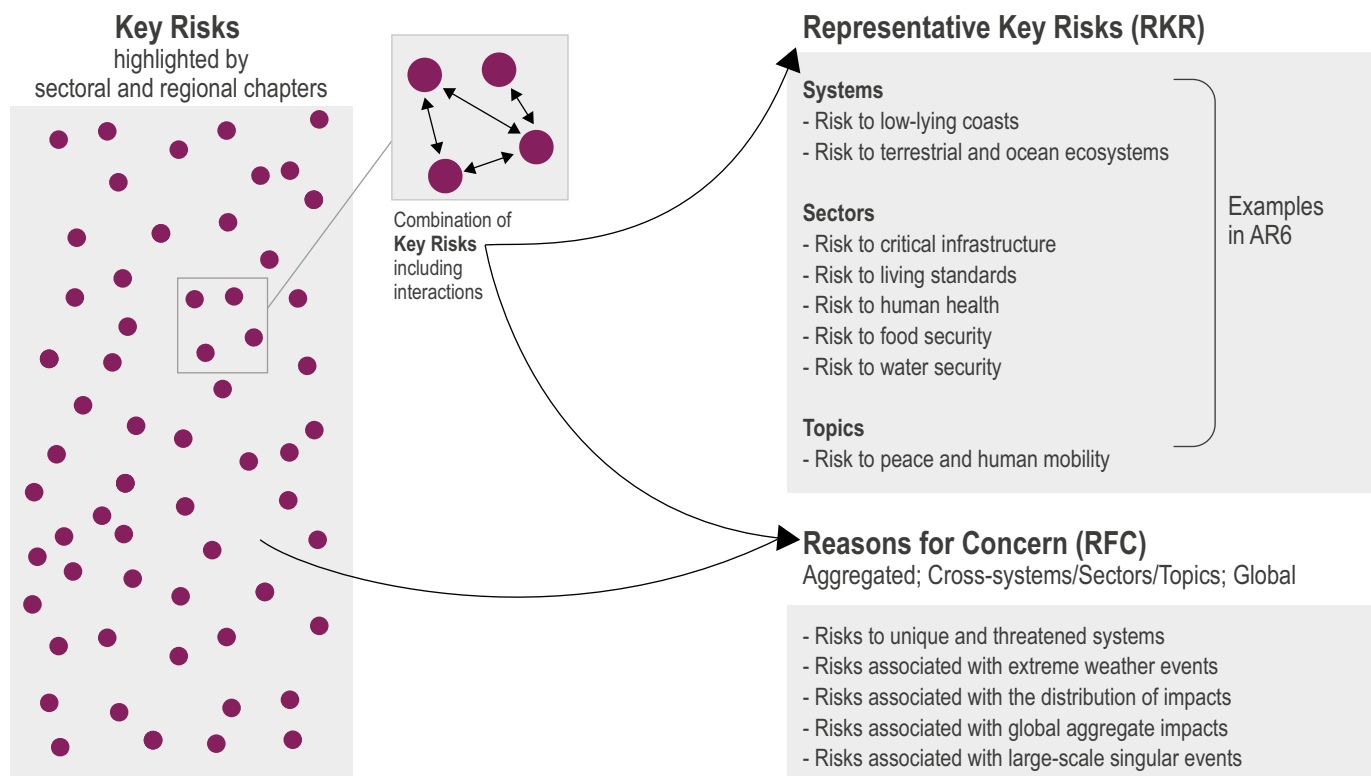 Key Risks
highlighted by
sectoral and regional chapters
Combination of
Key Risks
including
interactions
Representative Key Risks (RKR)
Systems
- Risk to low-lying coasts
- Risk to terrestrial and ocean ecosystems
Sectors
- Risk to critical infrastructure
- Risk to living standards
- Risk to human health
- Risk to food security
- Risk to water security
Topics
- Risk to peace and human mobility
Examples
in AR6
Reasons for Concern (RFC)
Aggregated; Cross-systems/Sectors/Topics; Global
- Risks to unique and threatened systems
- Risks associated with extreme weather events
- Risks associated with the distribution of impacts
- Risks associated with global aggregate impacts
- Risks associated with large-scale singular events